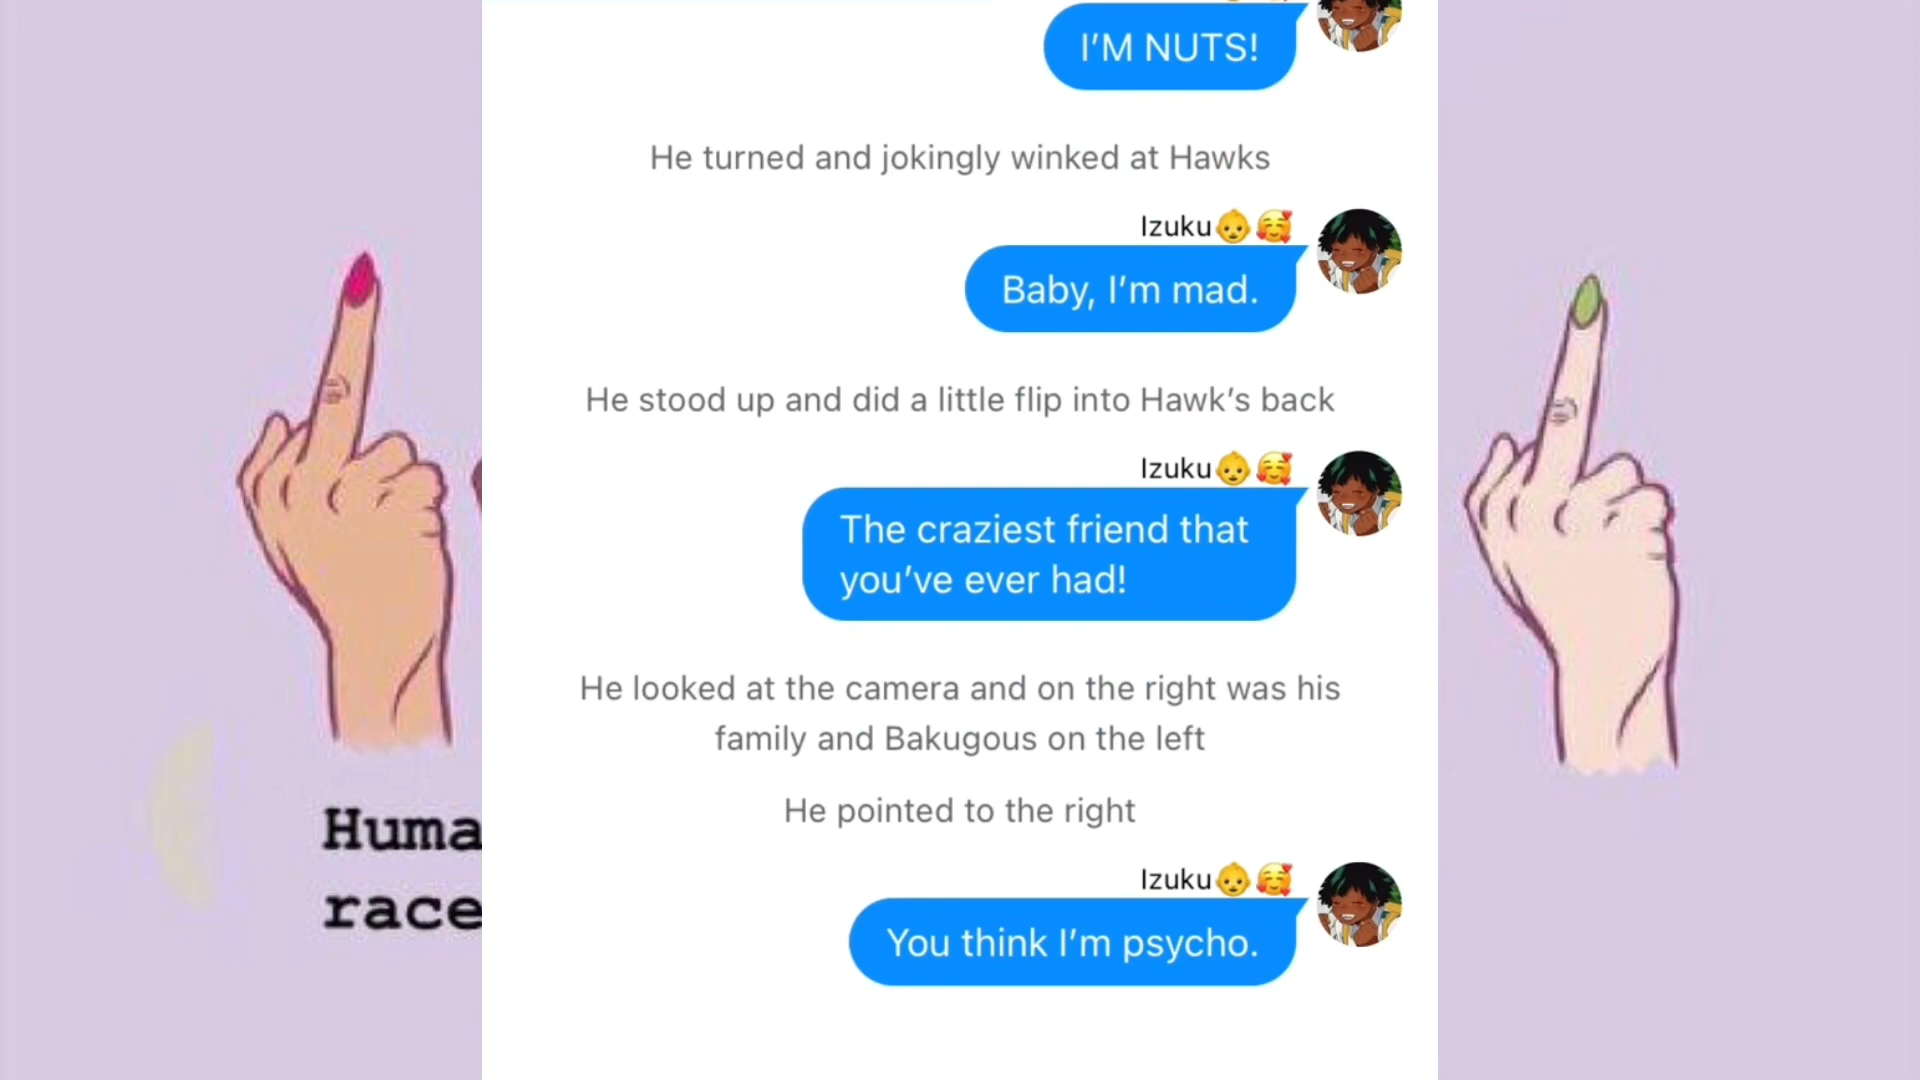 I'M NUTS!
He turned and jokingly winked at Hawks
Izuku👶🥰
Baby, I'm mad.
He stood up and did a little flip into Hawk's back
Izuku👶🥰
The craziest friend that
you've ever had!
He looked at the camera and on the right was his
family and Bakugous on the left
He pointed to the right
Izuku👶🥰
You think I'm psycho.
Huma
race